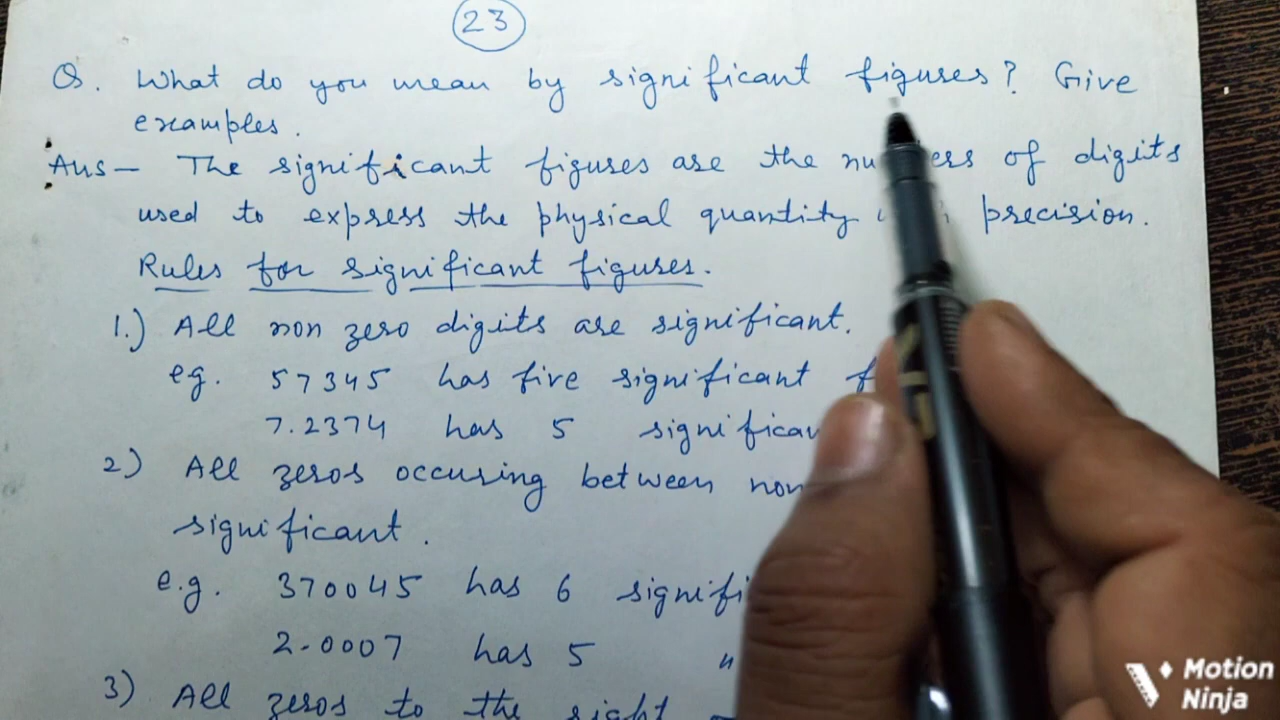 23
Q. What do you mean by significant figures? Give
examples.
Ans - The significant figures are the of digits
used to express the physical quantity precision.
Rules for significant figures.
1.) All non zero digits are significant.
eg. 57345 has five significant
7.2374 has 5
2) All zeros occuring between non
significant.
e.g. 370045 has 6
2.0007 has 5 "
3) All zeros to the right
Motion
Ninja